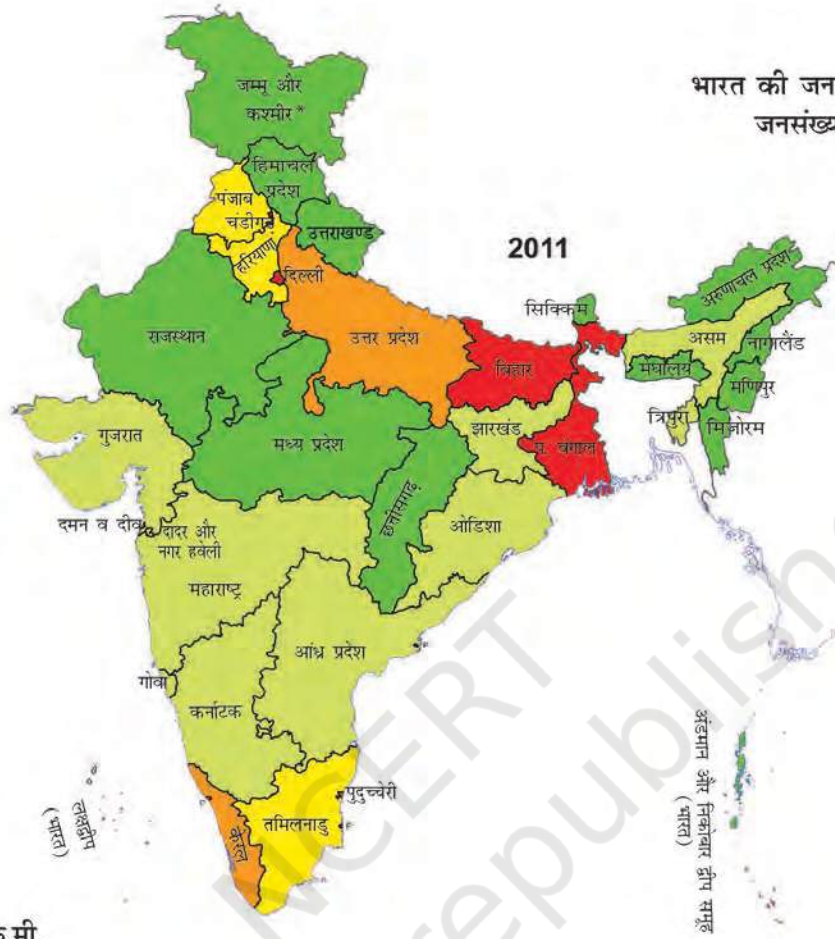 भारत की जन
जनसंख्य
2011
जम्मू और
कश्मीर*
हिमाचल
प्रदेश
पंजाब
चंडीगढ़
उत्तराखण्ड
हरियाणा
दिल्ली
राजस्थान
उत्तर प्रदेश
बिहार
सिक्किम
अरुणाचल प्रदेश
असम
नागालैंड
मेघालय
मणिपुर
त्रिपुरा
मिज़ोरम
गुजरात
मध्य प्रदेश
झारखंड
प. बंगाल
छत्तीसगढ़
ओडिशा
दमन व दीव
दादर और
नगर हवेली
महाराष्ट्र
आंध्र प्रदेश
गोवा
कर्नाटक
पुदुच्चेरी
तमिलनाडु
केरल
लक्षद्वीप
(भारत)
अंडमान और निकोबार द्वीप समूह
(भारत)
NCERT
republish